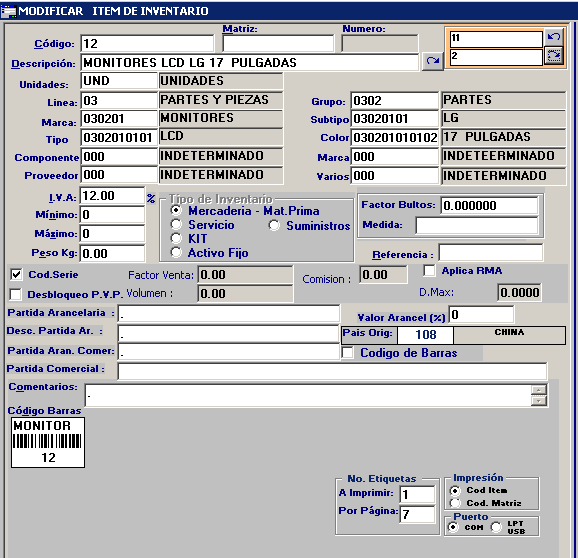 MODIFICAR ITEM DE INVENTARIO
Matriz: Numero: 11
Código: 12 2
Descripción: MONITORES LCD LG 17 PULGADAS
Unidades: UND UNIDADES
Linea: 03 PARTES Y PIEZAS Grupo: 0302 PARTES
Marca: 030201 MONITORES Subtipo 03020101 LG
Tipo 0302010101 LCD Color 030201010102 17 PULGADAS
Componente 000 INDETERMINADO Marca 000 INDETEERMINADO
Proveedor 000 INDETERMINADO Varios 000 INDETERMINADO
I.V.A: 12.00 % Tipo de Inventario Factor Bultos: 0.000000
Mínimo: 0 Mercaderia - Mat.Prima Medida:
Máximo: 0 Servicio Suministros
KIT
Peso Kg: 0.00 Activo Fijo Referencia :
Cod.Serie Factor Venta: 0.00 Comision : 0.00 Aplica RMA
Desbloqueo P.V.P. Volumen : 0.00 D.Max: 0.0000
Partida Arancelaria : . Valor Arancel (%) 0
Desc. Partida Ar. : . Pais Orig: 108 CHINA
Partida Aran. Comer: . Codigo de Barras
Partida Comercial :
Comentarios: .
Código Barras
MONITOR
12
No. Etiquetas Impresión
A Imprimir: 1 Cod Item
Cod. Matriz
Por Página: 7 Puerto
COM LPT
USB